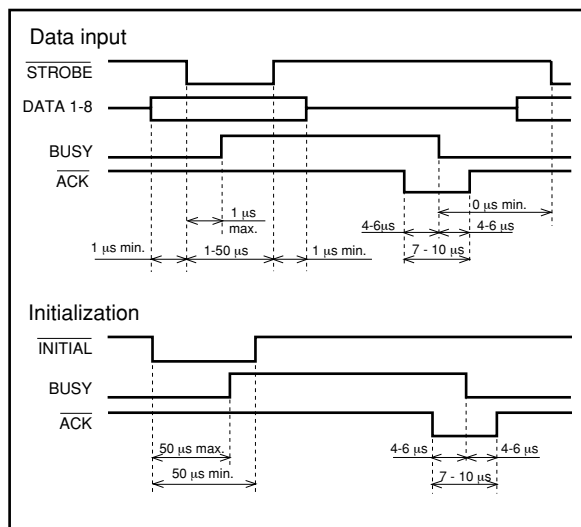 Data input
STROBE
DATA 1-8
BUSY
ACK
0 µs min.
1 µs
max.
4-6µs
4-6 µs
1 µs min.
1-50 µs
1 µs min.
7 - 10 µs
Initialization
INITIAL
BUSY
ACK
50 µs max.
4-6 µs
4-6 µs
50 µs min.
7 - 10 µs